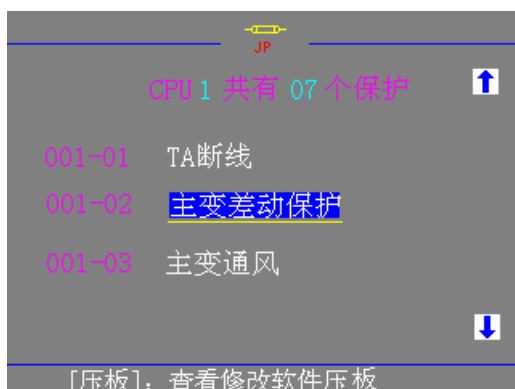 JP
CPU 1 共有 07 个保护
001-01 TA断线
001-02 主变差动保护
001-03 主变通风
[压板]: 查看修改软件压板